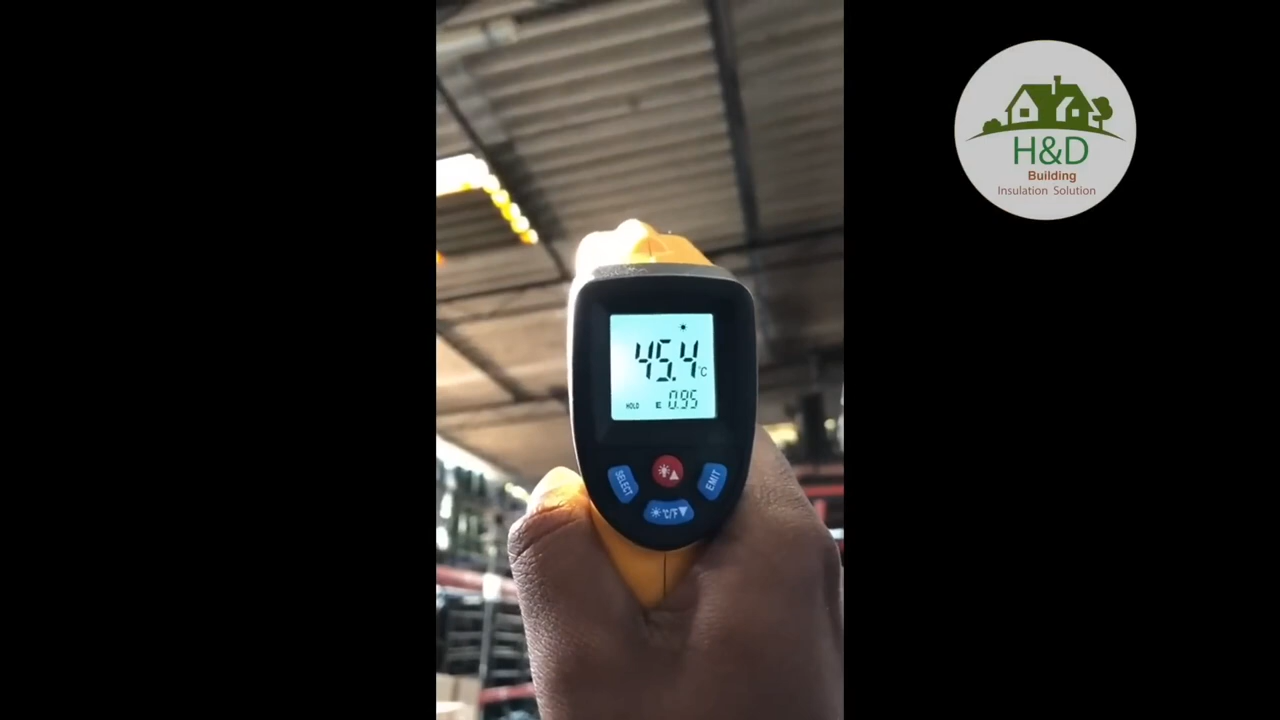 H&D
Building
Insulation Solution
45.4 °C
HOLD E 0.95
SELECT
EMIT
°C/°F